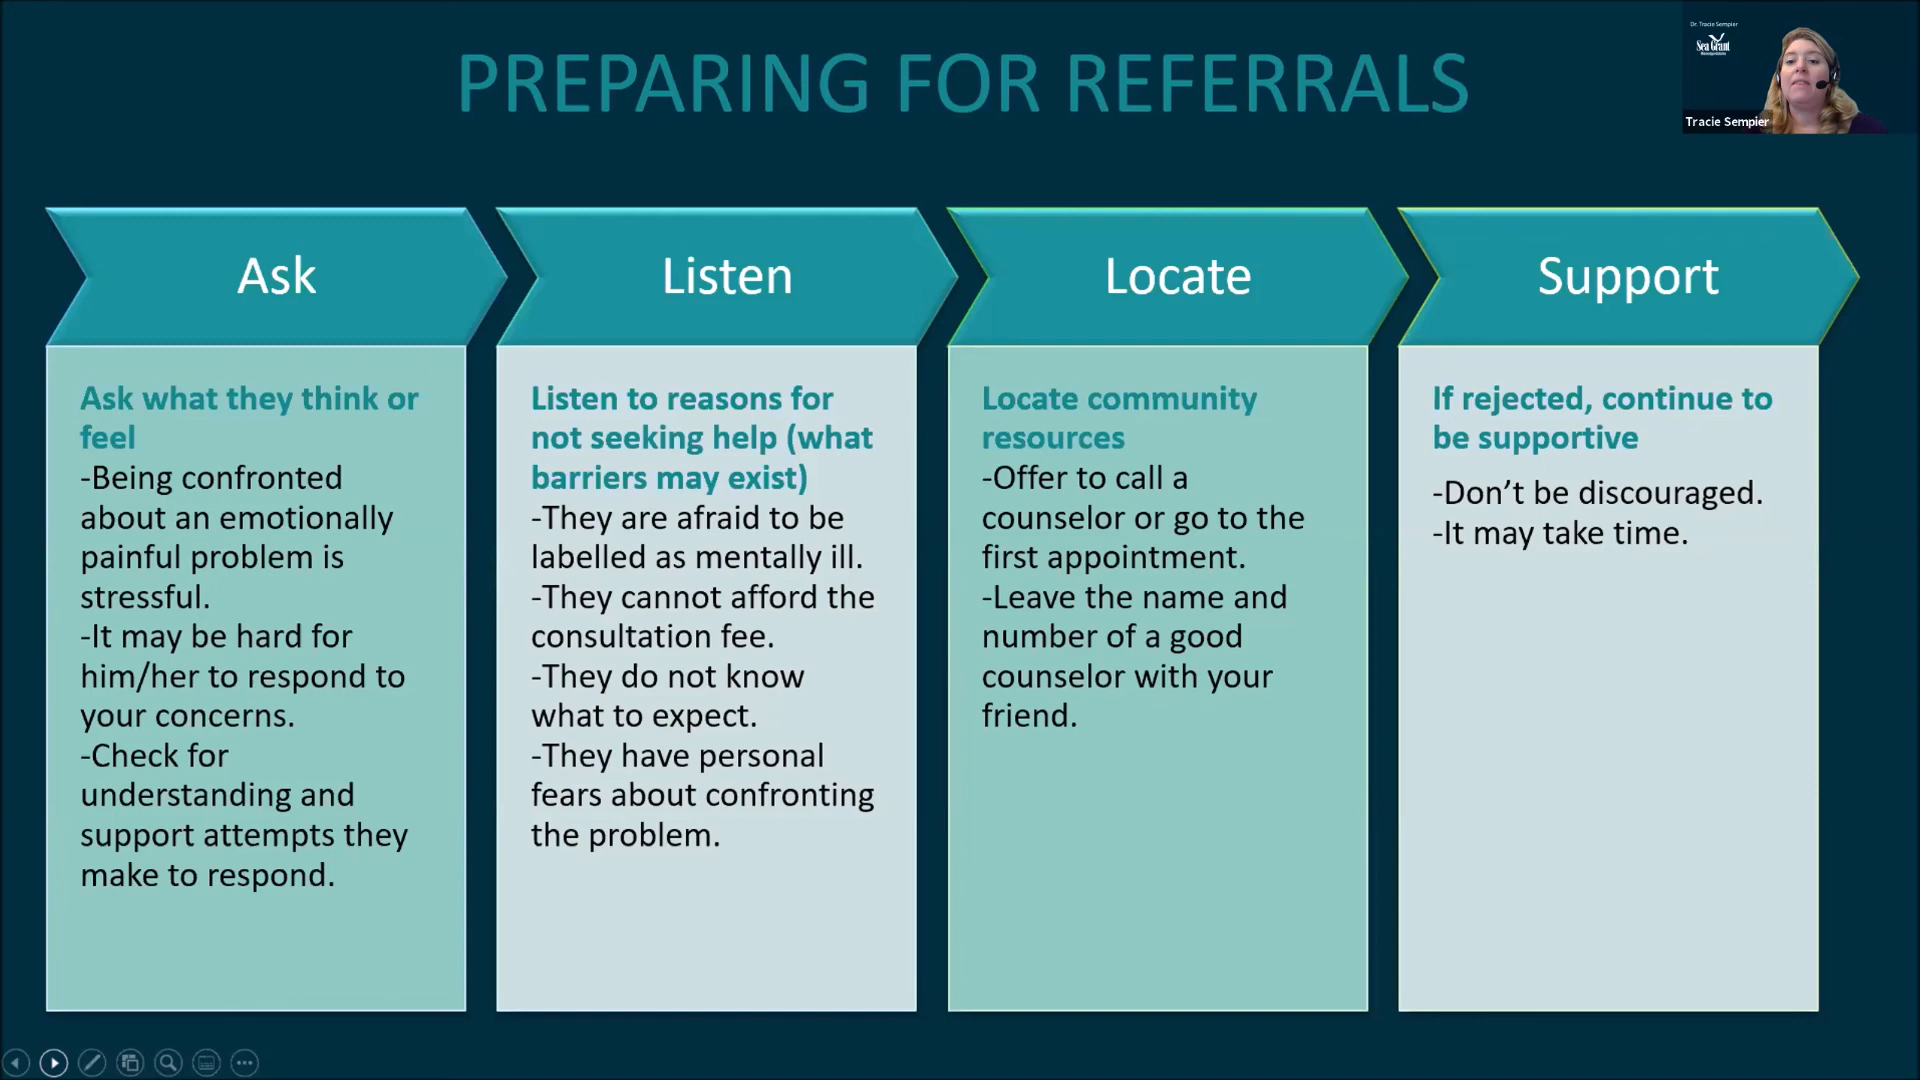 PREPARING FOR REFERRALS
Dr. Tracie Sempier
Sea Grant
Tracie Sempier
Ask
Ask what they think or
feel
-Being confronted
about an emotionally
painful problem is
stressful.
-It may be hard for
him/her to respond to
your concerns.
-Check for
understanding and
support attempts they
make to respond.
Listen
Listen to reasons for
not seeking help (what
barriers may exist)
-They are afraid to be
labelled as mentally ill.
-They cannot afford the
consultation fee.
-They do not know
what to expect.
-They have personal
fears about confronting
the problem.
Locate
Locate community
resources
-Offer to call a
counselor or go to the
first appointment.
-Leave the name and
number of a good
counselor with your
friend.
Support
If rejected, continue to
be supportive
-Don’t be discouraged.
-It may take time.